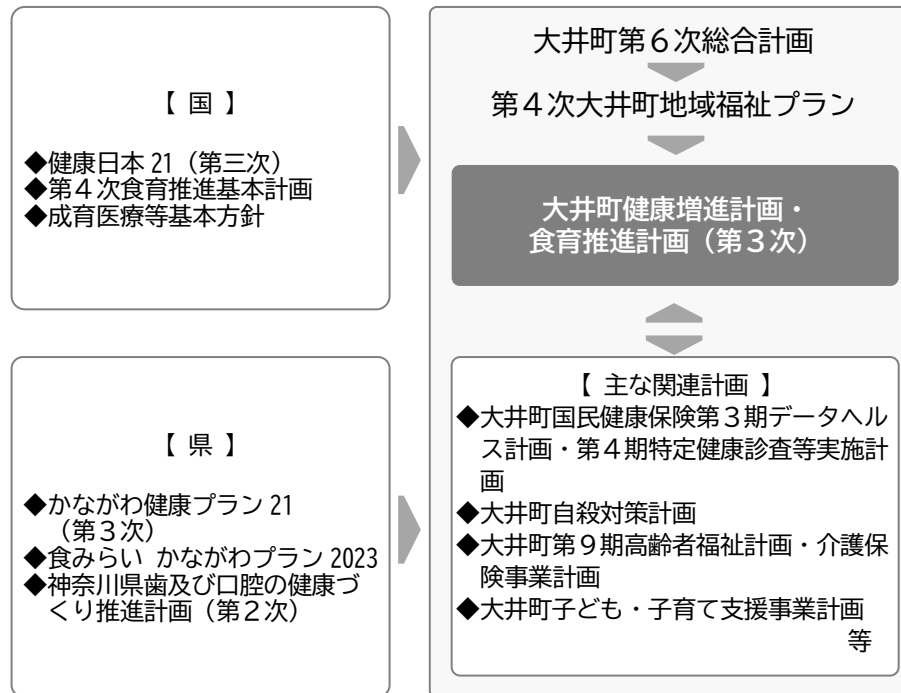 【 国 】
◆健康日本 21（第三次）
◆第４次食育推進基本計画
◆成育医療等基本方針
【 県 】
◆かながわ健康プラン 21
（第３次）
◆食みらい かながわプラン 2023
◆神奈川県歯及び口腔の健康づ
くり推進計画（第２次）
大井町第６次総合計画
第４次大井町地域福祉プラン
大井町健康増進計画・
食育推進計画（第３次）
【 主な関連計画 】
◆大井町国民健康保険第３期データヘル
ス計画・第４期特定健康診査等実施計
画
◆大井町自殺対策計画
◆大井町第９期高齢者福祉計画・介護保
険事業計画
◆大井町子ども・子育て支援事業計画
等